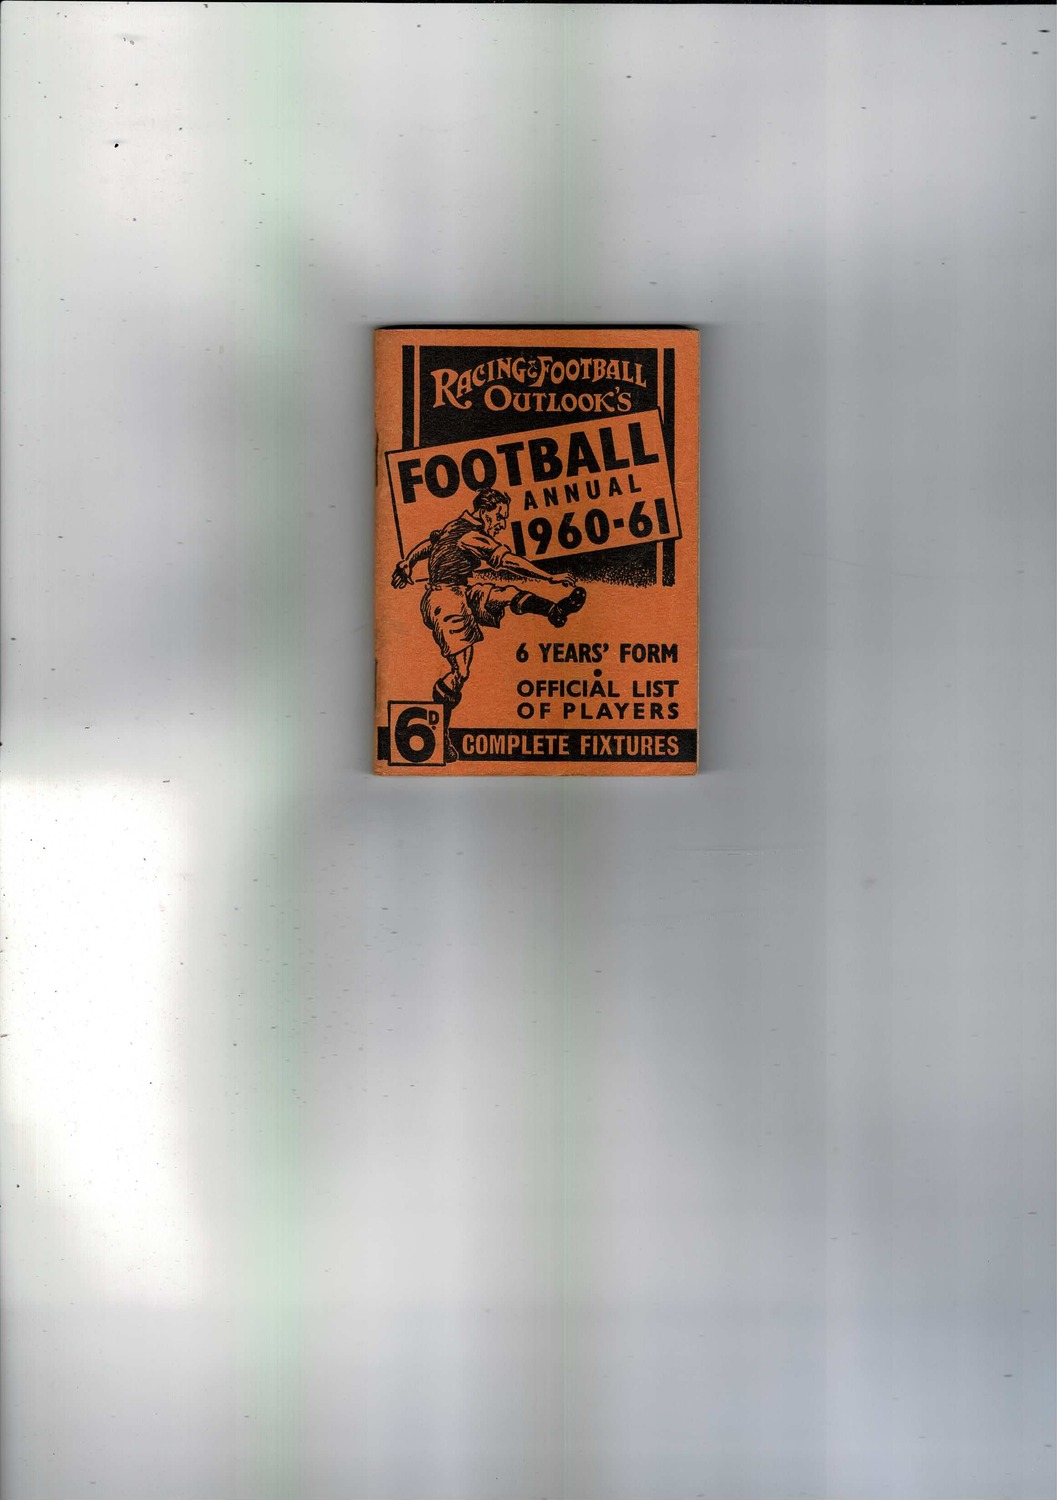 RACING & FOOTBALL
OUTLOOK'S
FOOTBALL
ANNUAL
1960-61
6 YEARS' FORM
•
OFFICIAL LIST
OF PLAYERS
6D.
COMPLETE FIXTURES